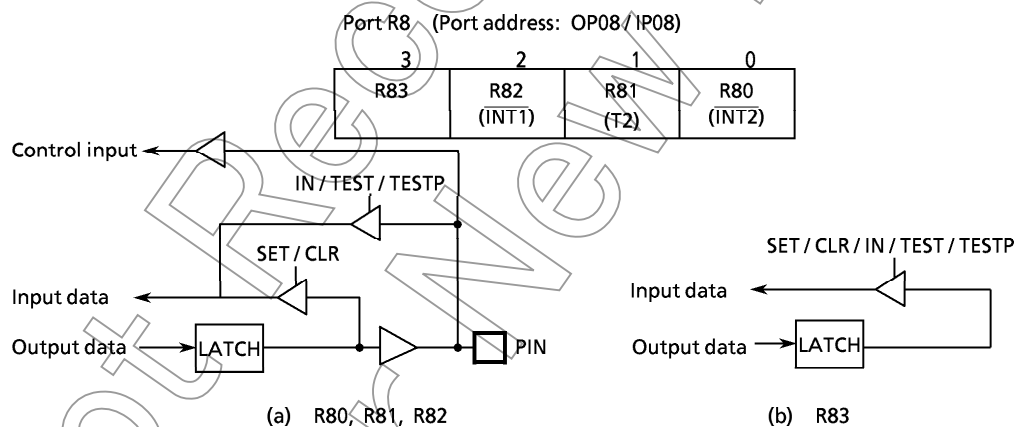 Port R8 (Port address: OP08 / IP08)
3 2 1 0
R83 R82 R81 R80
(INT1) (T2) (INT2)
Control input
IN / TEST / TESTP
SET / CLR
Input data
Output data LATCH PIN
(a) R80, R81, R82
SET / CLR / IN / TEST / TESTP
Input data
Output data LATCH
(b) R83